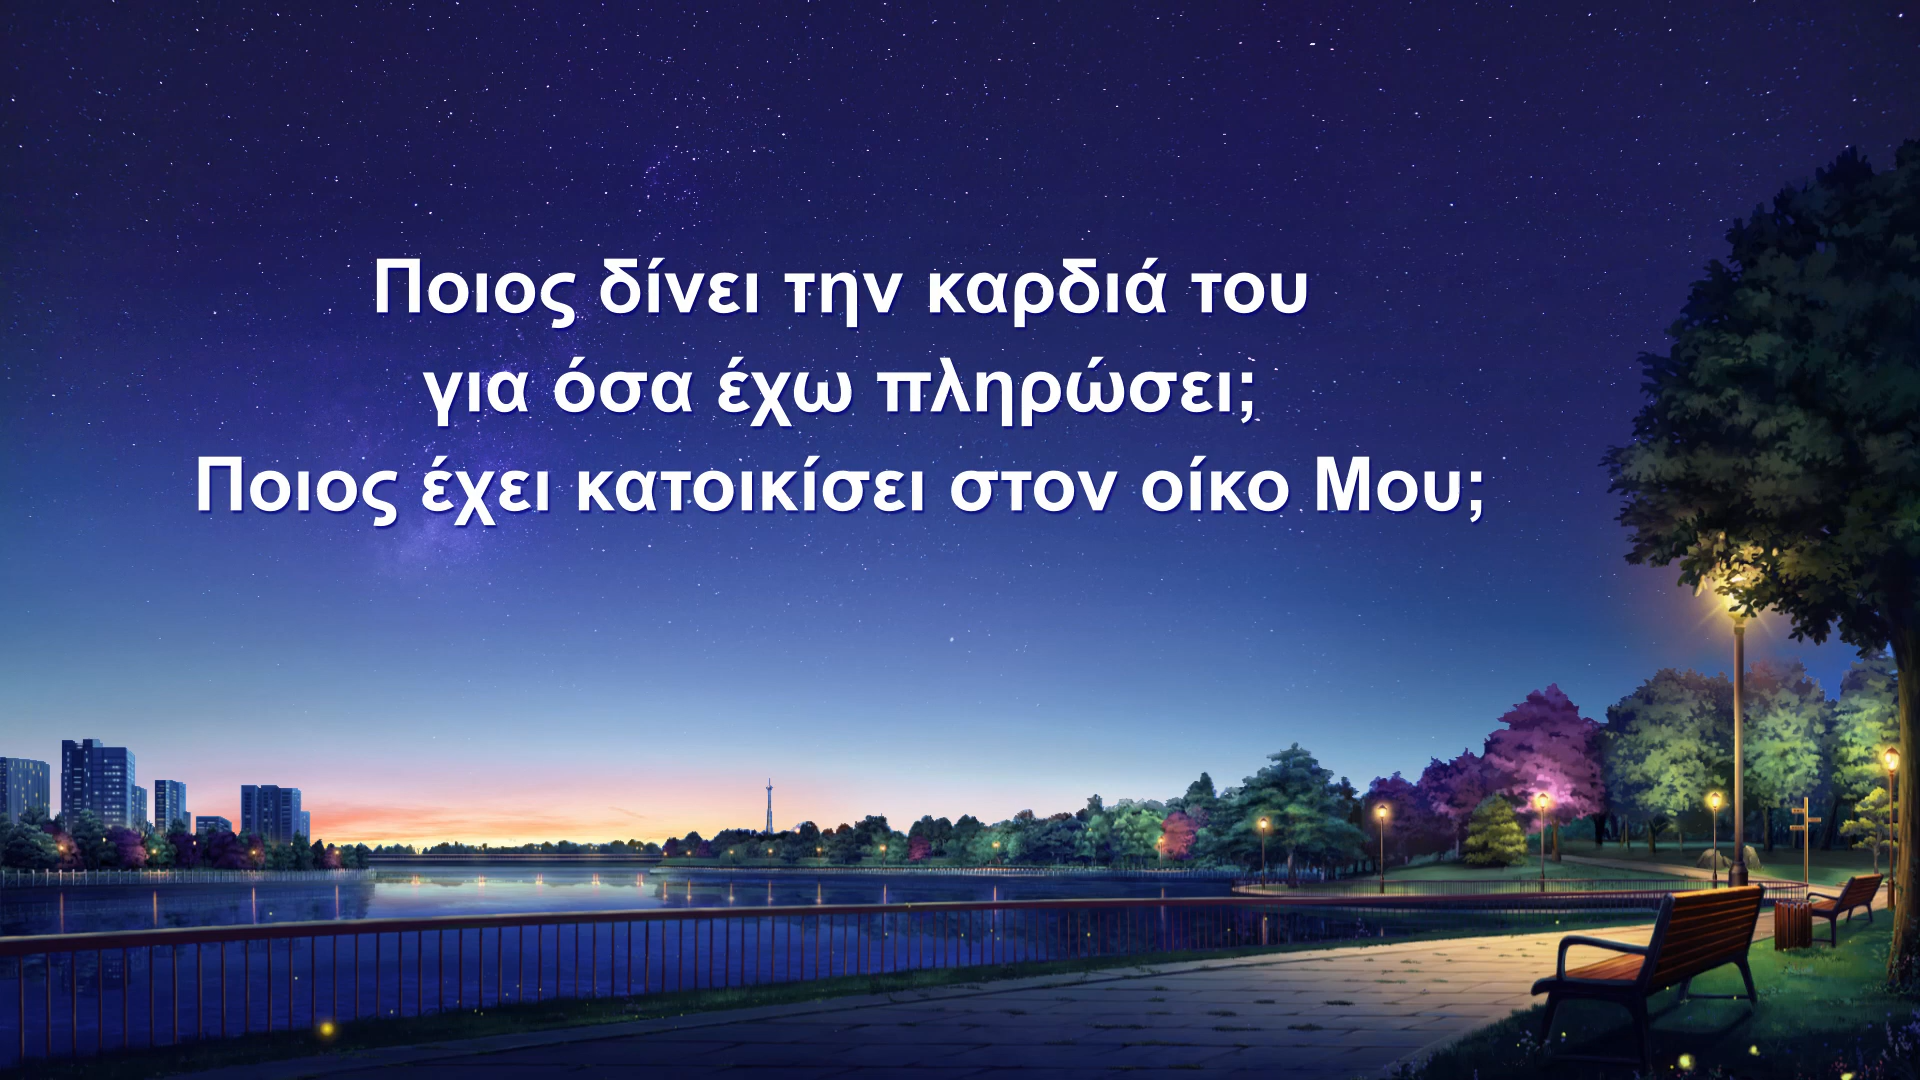 Ποιος δίνει την καρδιά του
για όσα έχω πληρώσει;
Ποιος έχει κατοικίσει στον οίκο Μου;